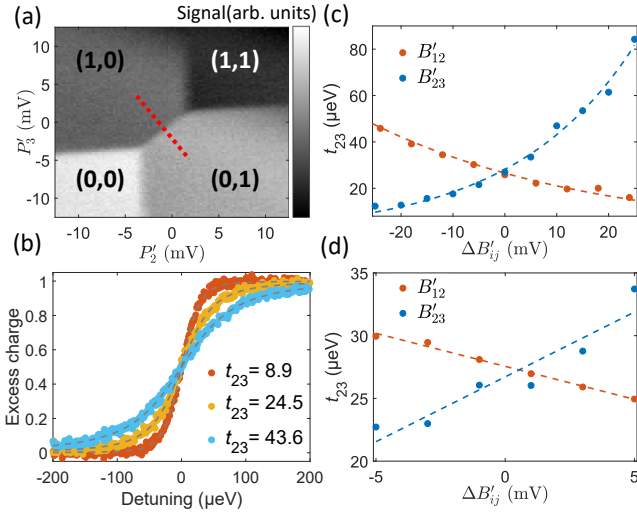 (a)
Signal(arb. units)
(1,0)
(1,1)
(0,0)
(0,1)
10
5
0
-5
-10
P′3 (mV)
-10
-5
0
5
10
P′2 (mV)
(b)
1
0.8
0.6
0.4
0.2
0
Excess charge
t23 = 8.9
t23 = 24.5
t23 = 43.6
-200
-100
0
100
200
Detuning (µeV)
(c)
B′12
B′23
80
60
40
20
t23 (µeV)
-20
-10
0
10
20
ΔB′ij (mV)
(d)
B′12
B′23
35
30
25
20
t23 (µeV)
-5
0
5
ΔB′ij (mV)